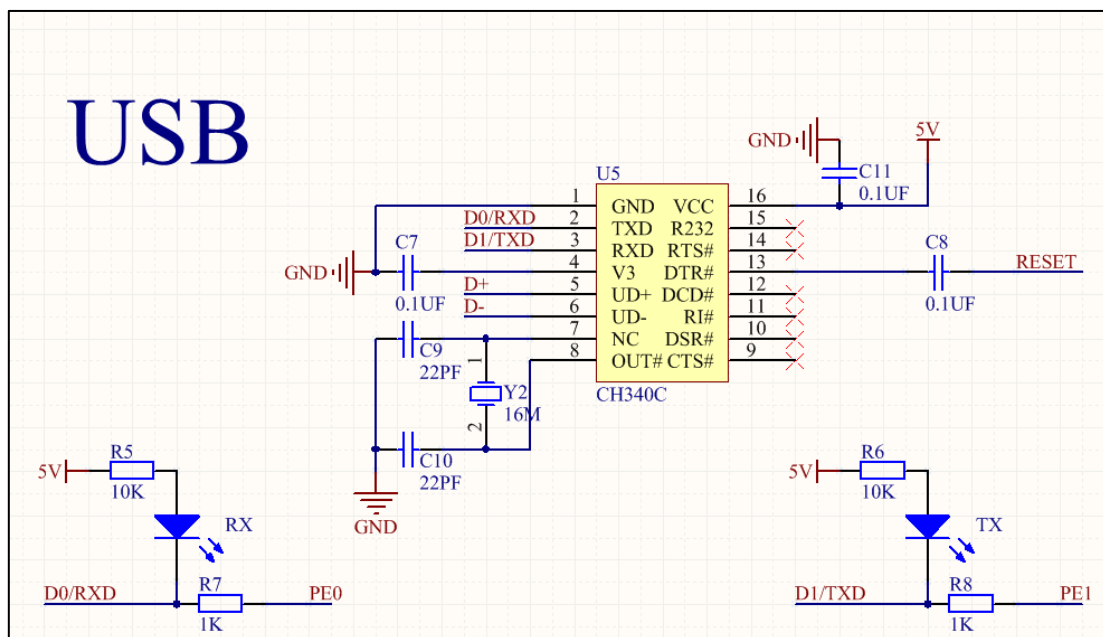 USB
GND
5V
C11
0.1UF
U5
1 GND VCC 16
D0/RXD 2 TXD R232 15
D1/TXD 3 RXD RTS# 14
GND C7 0.1UF 4 V3 DTR# 13 C8 0.1UF RESET
D+ 5 UD+ DCD# 12
D- 6 UD- RI# 11
7 NC DSR# 10
8 OUT# CTS# 9
CH340C
C9
22PF
1
Y2
16M
2
C10
22PF
GND
5V R5
10K
RX
D0/RXD R7 PE0
1K
5V R6
10K
TX
D1/TXD R8 PE1
1K